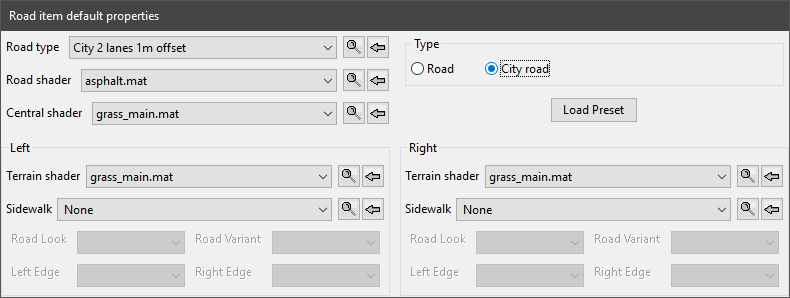 Road item default properties
Road type City 2 lanes 1m offset
Type
Road shader asphalt.mat
Road City road
Central shader grass_main.mat
Load Preset
Left
Terrain shader grass_main.mat
Sidewalk None
Road Look Road Variant
Left Edge Right Edge
Right
Terrain shader grass_main.mat
Sidewalk None
Road Look Road Variant
Left Edge Right Edge